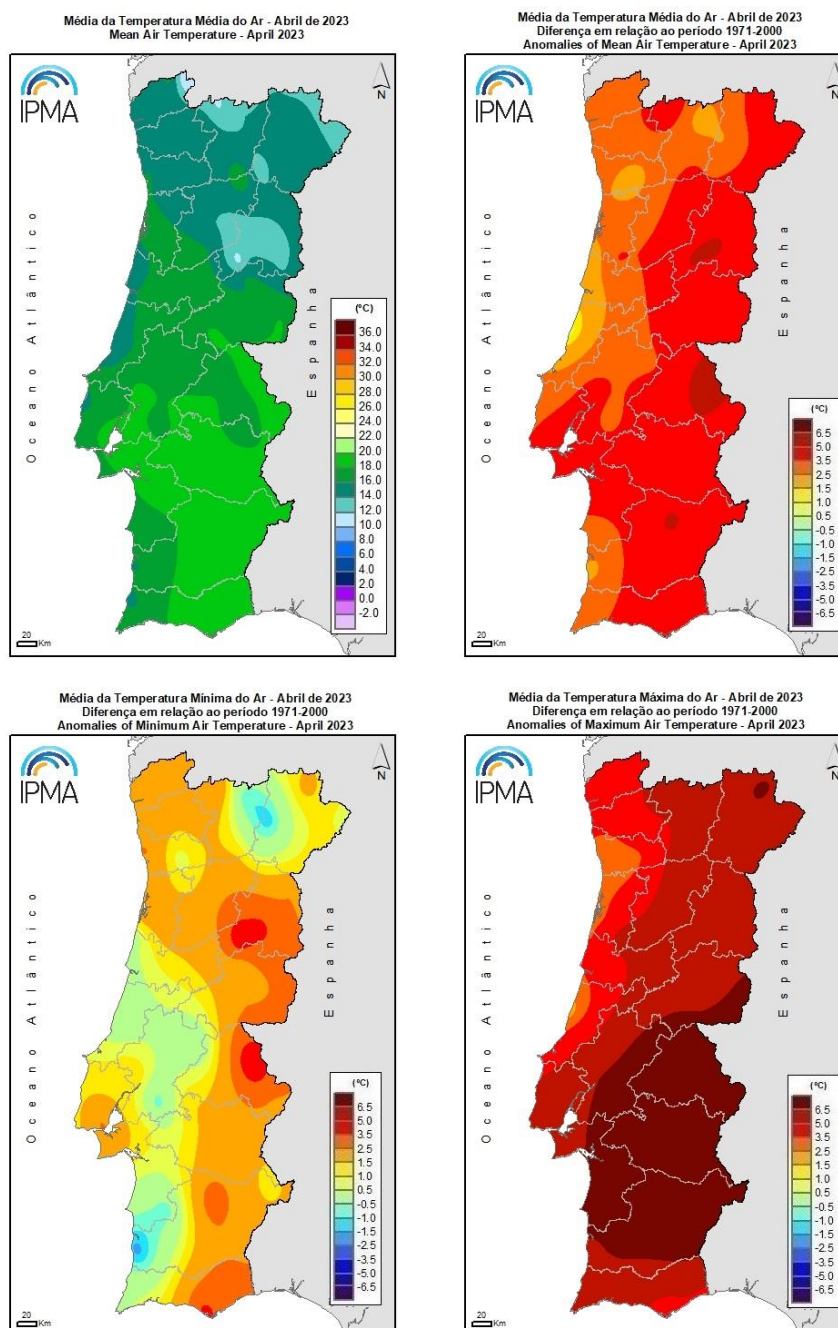 Média da Temperatura Média do Ar - Abril de 2023
Mean Air Temperature - April 2023
IPMA
N
Oceano Atlântico
Espanha
(ºC)
36.0
34.0
32.0
30.0
28.0
26.0
24.0
22.0
20.0
18.0
16.0
14.0
12.0
10.0
8.0
6.0
4.0
2.0
0.0
-2.0
20
Km
Média da Temperatura Média do Ar - Abril de 2023
Diferença em relação ao período 1971-2000
Anomalies of Mean Air Temperature - April 2023
IPMA
N
Oceano Atlântico
Espanha
(ºC)
6.5
5.0
3.5
2.5
1.5
1.0
0.5
-0.5
-1.0
-1.5
-2.5
-3.5
-5.0
-6.5
20
Km
Média da Temperatura Mínima do Ar - Abril de 2023
Diferença em relação ao período 1971-2000
Anomalies of Minimum Air Temperature - April 2023
IPMA
N
Oceano Atlântico
Espanha
(ºC)
6.5
5.0
3.5
2.5
1.5
1.0
0.5
-0.5
-1.0
-1.5
-2.5
-3.5
-5.0
-6.5
20
Km
Média da Temperatura Máxima do Ar - Abril de 2023
Diferença em relação ao período 1971-2000
Anomalies of Maximum Air Temperature - April 2023
IPMA
N
Oceano Atlântico
Espanha
(ºC)
6.5
5.0
3.5
2.5
1.5
1.0
0.5
-0.5
-1.0
-1.5
-2.5
-3.5
-5.0
-6.5
20
Km